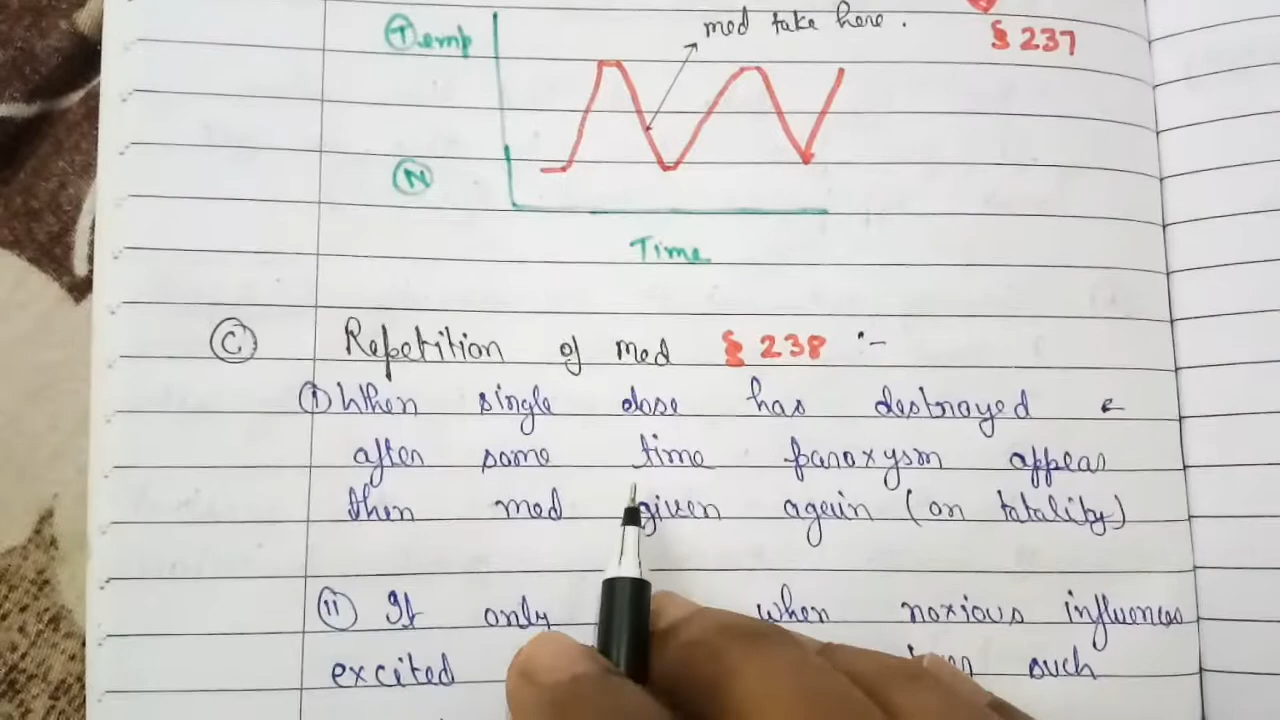 med take here.
§ 237
Temp
N
Time
C Repetition of med § 238 :-
i When single dose has destroyed &
after some time paroxysm appear
then med given again (on totality)
ii It only when noxious influences
excited such